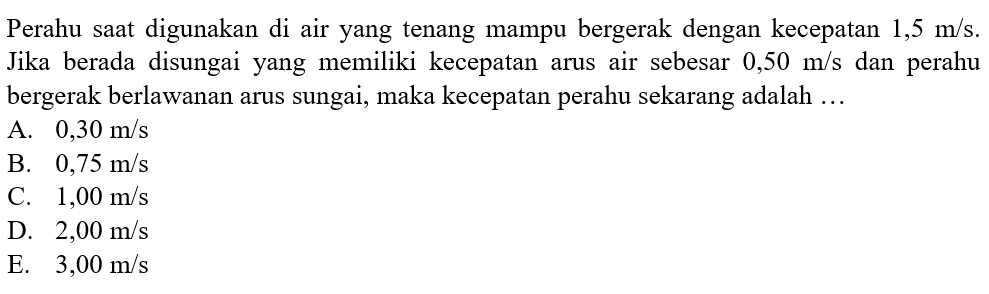 Perahu saat digunakan di air yang tenang mampu bergerak dengan kecepatan 1,5 m/s.
Jika berada disungai yang memiliki kecepatan arus air sebesar 0,50 m/s dan perahu
bergerak berlawanan arus sungai, maka kecepatan perahu sekarang adalah …
A. 0,30 m/s
B. 0,75 m/s
C. 1,00 m/s
D. 2,00 m/s
E. 3,00 m/s